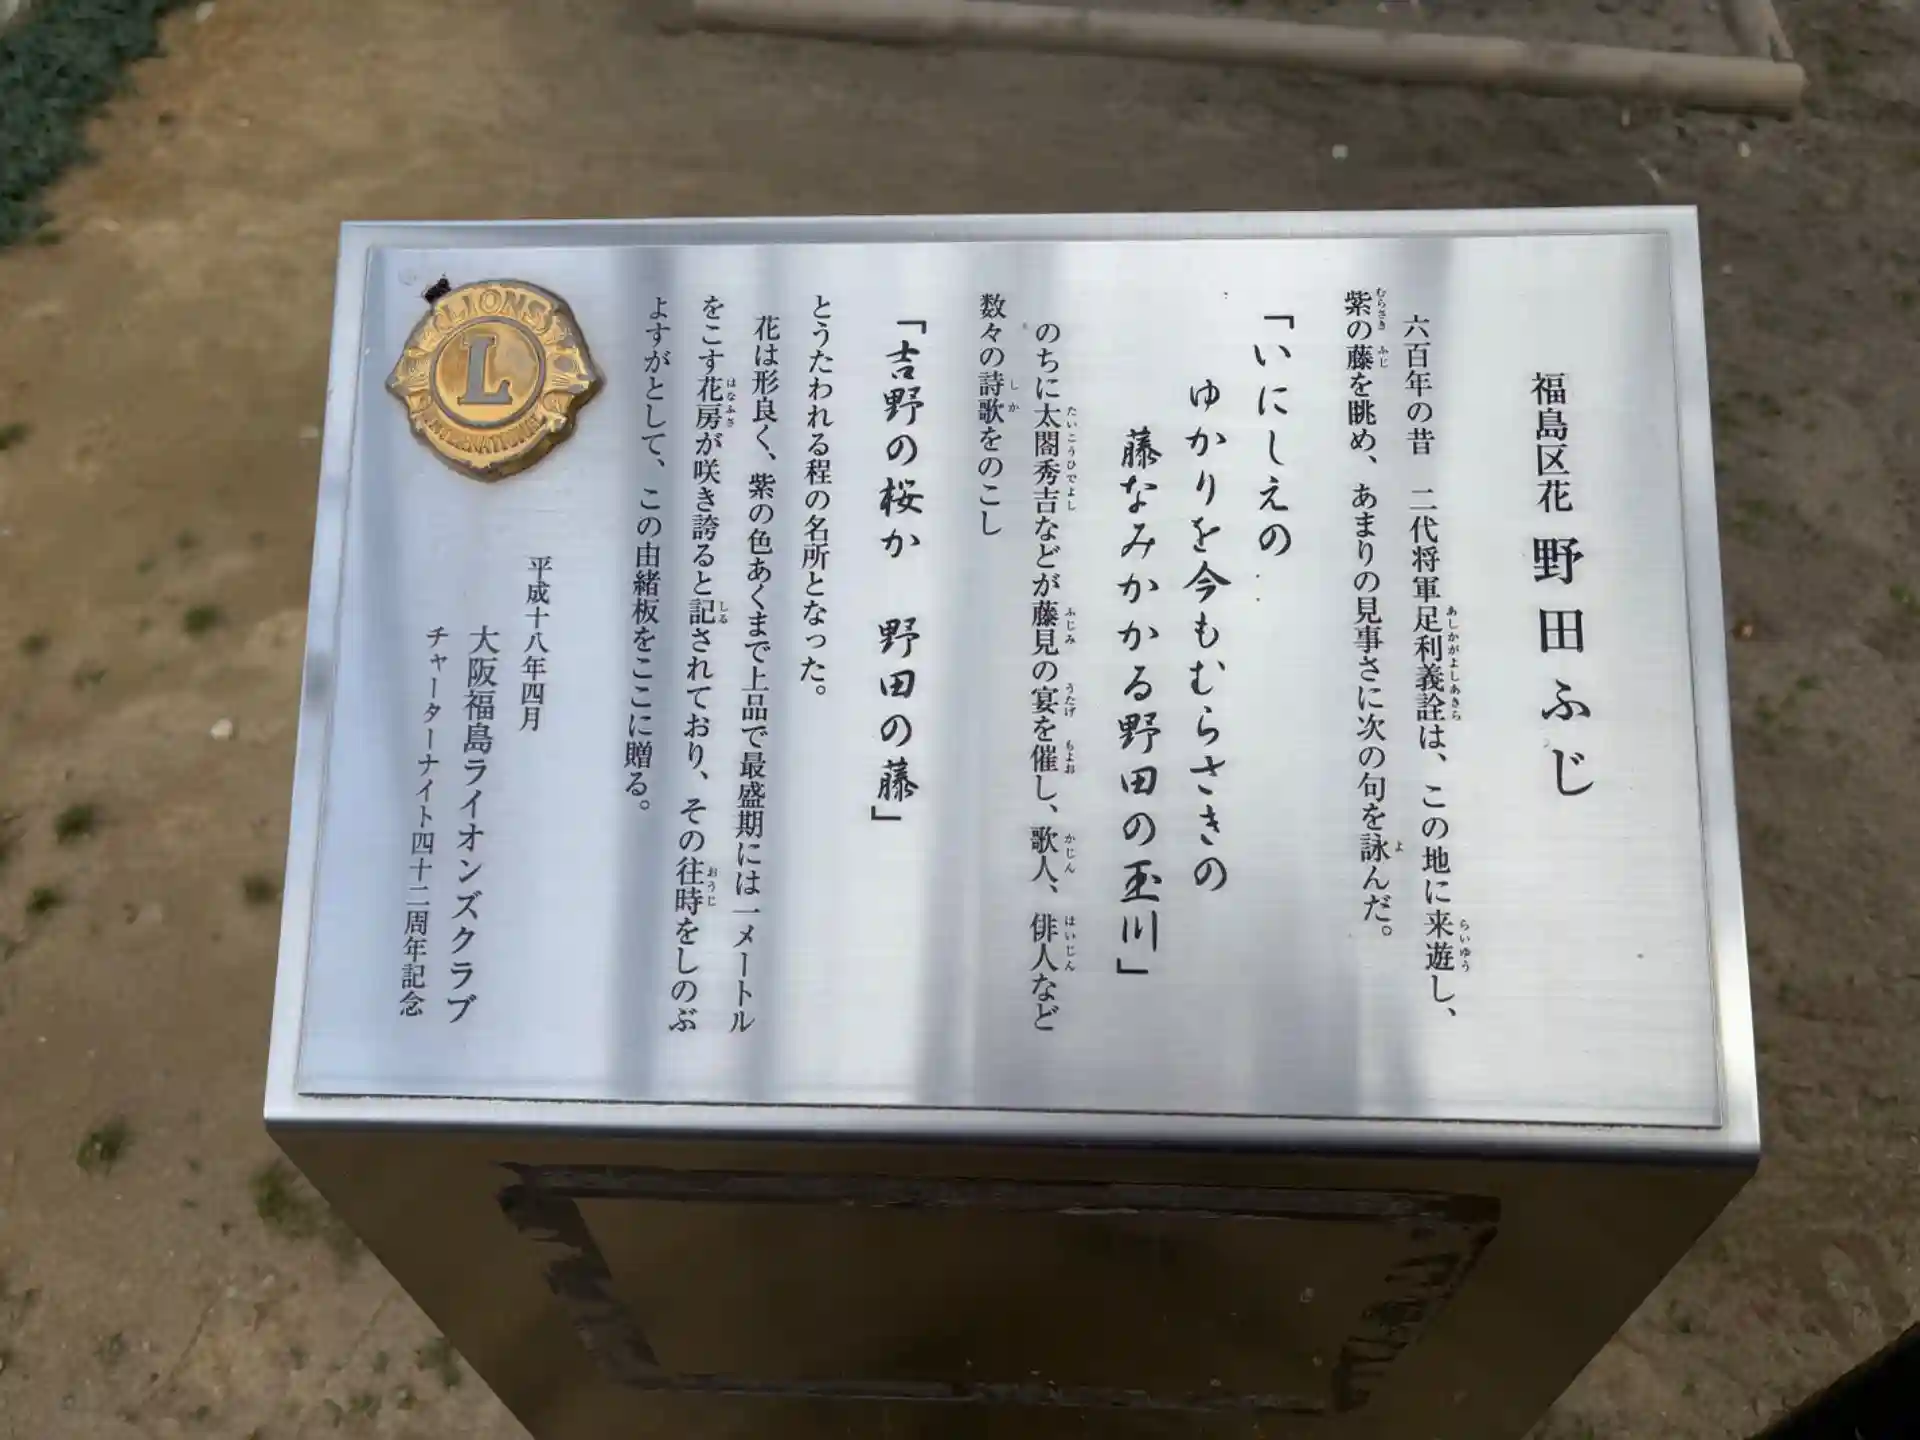 福島区花 野田ふじ
六百年の昔 二代将軍足利義詮は、この地に来遊し、
紫の藤を眺め、あまりの見事さに次の句を詠んだ。
「いにしえの
ゆかりを今もむらさきの
藤なみかかる野田の玉川」
のちに太閤秀吉などが藤見の宴を催し、歌人、俳人など
数々の詩歌をのこし
「吉野の桜か 野田の藤」
とうたわれる程の名所となった。
花は形良く、紫の色あくまで上品で最盛期には一メートル
をこす花房が咲き誇ると記されており、その往時をしのぶ
よすがとして、この由緒板をここに贈る。
平成十八年四月
大阪福島ライオンズクラブ
チャーターナイト四十二周年記念
LIONS
L
INTERNATIONAL